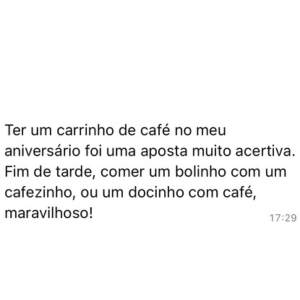 Ter um carrinho de café no meu
aniversário foi uma aposta muito acertiva.
Fim de tarde, comer um bolinho com um
cafezinho, ou um docinho com café,
maravilhoso!
17:29